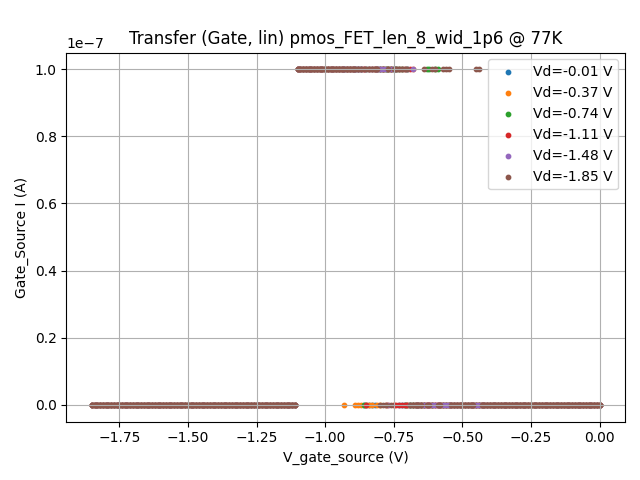 Transfer (Gate, lin) pmos_FET_len_8_wid_1p6 @ 77K
1e−7
Vd=-0.01 V
Vd=-0.37 V
Vd=-0.74 V
Vd=-1.11 V
Vd=-1.48 V
Vd=-1.85 V
Gate_Source I (A)
1.0
0.8
0.6
0.4
0.2
0.0
−1.75 −1.50 −1.25 −1.00 −0.75 −0.50 −0.25 0.00
V_gate_source (V)